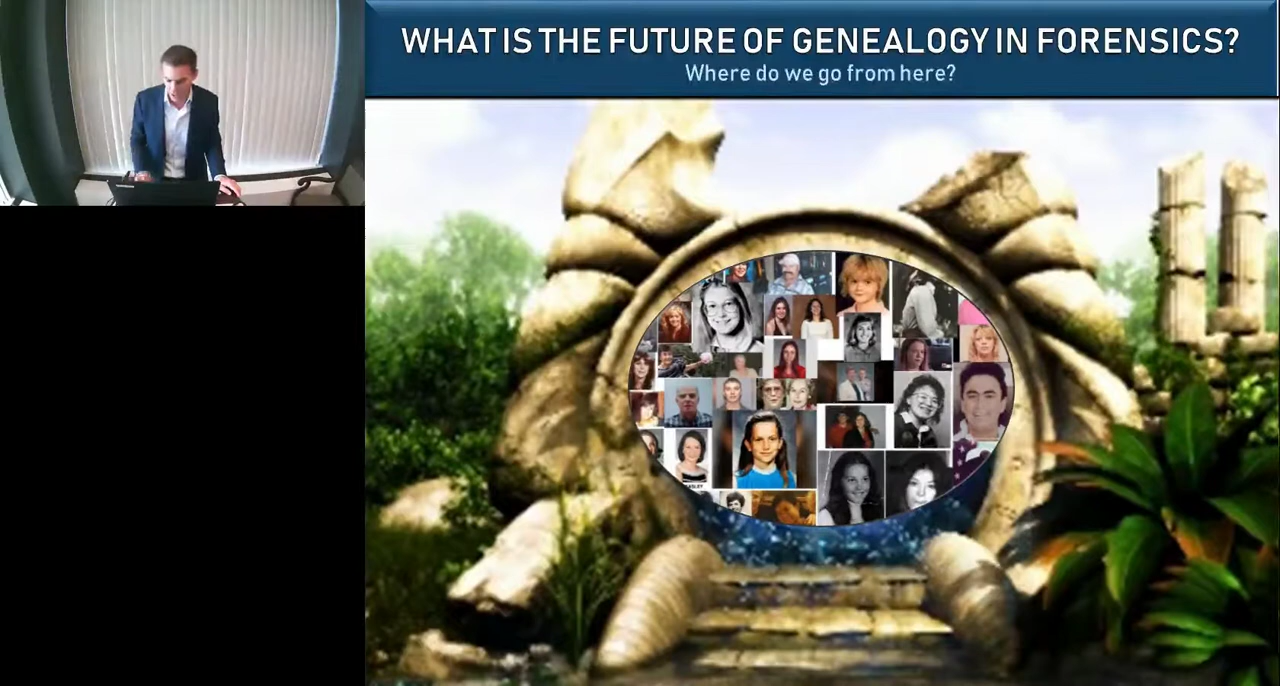 WHAT IS THE FUTURE OF GENEALOGY IN FORENSICS?
Where do we go from here?